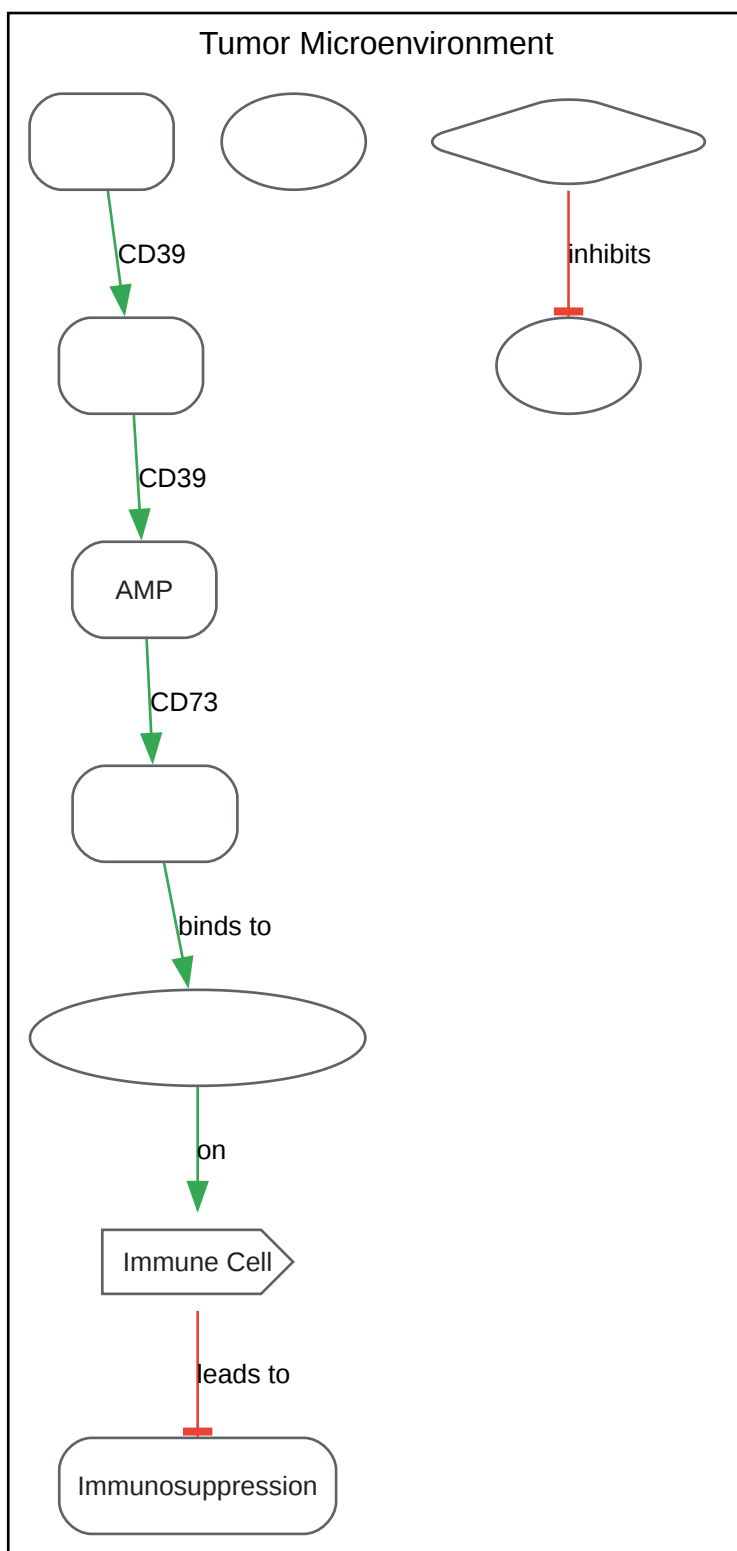 Tumor Microenvironment
CD39
inhibits
CD39
AMP
CD73
binds to
on
Immune Cell
leads to
Immunosuppression